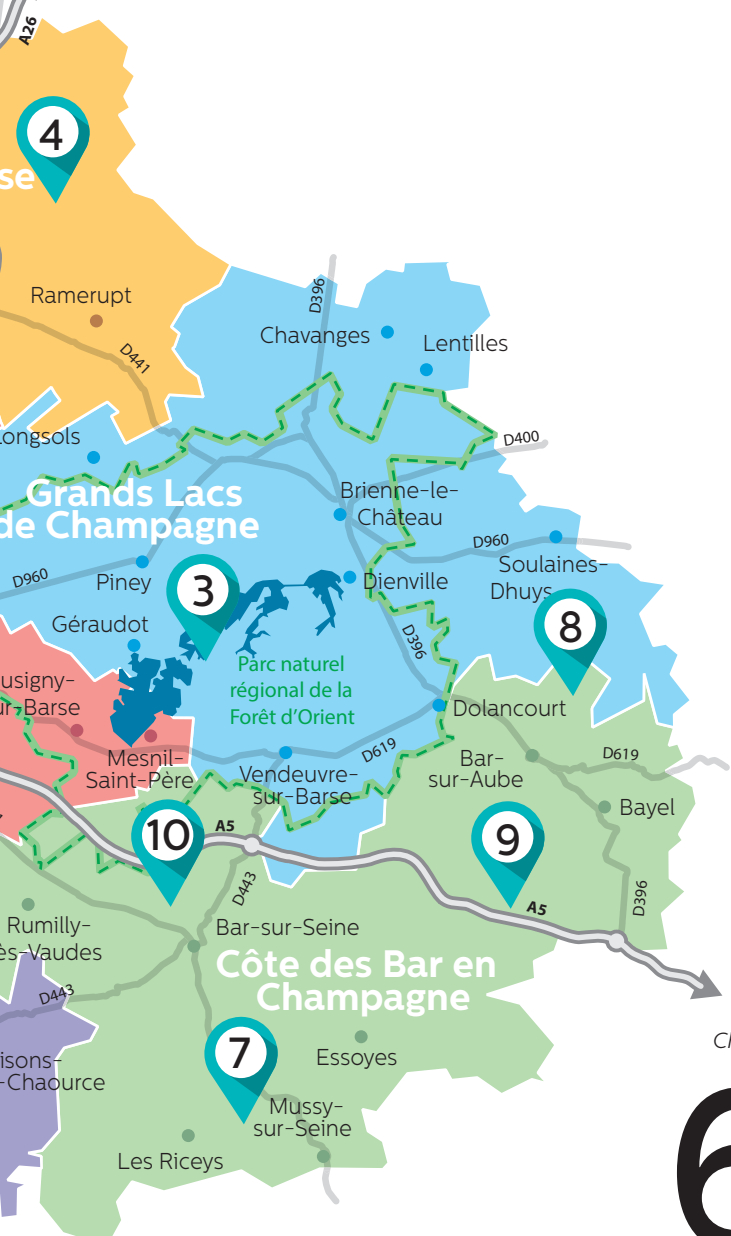 A26
4
se
Ramerupt
D441
D396
Chavanges
Lentilles
ongsols
D400
Grands Lacs
de Champagne
Brienne-le-
Château
D960
Soulaines-
Dhuys
D960
Piney
3
Dienville
8
Géraudot
D396
Parc naturel
régional de la
Forêt d'Orient
usigny-
ur-Barse
Dolancourt
Mesnil-
Saint-Père
D619
Vendeuvre-
sur-Barse
Bar-
sur-Aube
D619
Bayel
10
A5
9
D443
D396
A5
Rumilly-
ès-Vaudes
Bar-sur-Seine
Côte des Bar en
Champagne
D443
7
Essoyes
isons-
-Chaource
Mussy-
sur-Seine
Les Riceys
Ch
6